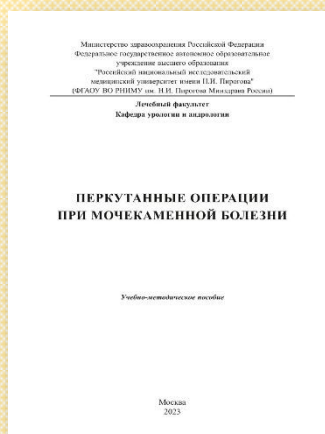 Министерство здравоохранения Российской Федерации
Федеральное государственное автономное образовательное
учреждение высшего образования
"Российский национальный исследовательский
медицинский университет имени Н.И. Пирогова"
(ФГАОУ ВО РНИМУ им. Н.И. Пирогова Минздрава России)
Лечебный факультет
Кафедра урологии и андрологии
ПЕРКУТАННЫЕ ОПЕРАЦИИ
ПРИ МОЧЕКАМЕННОЙ БОЛЕЗНИ
Учебно-методическое пособие
Москва
2023